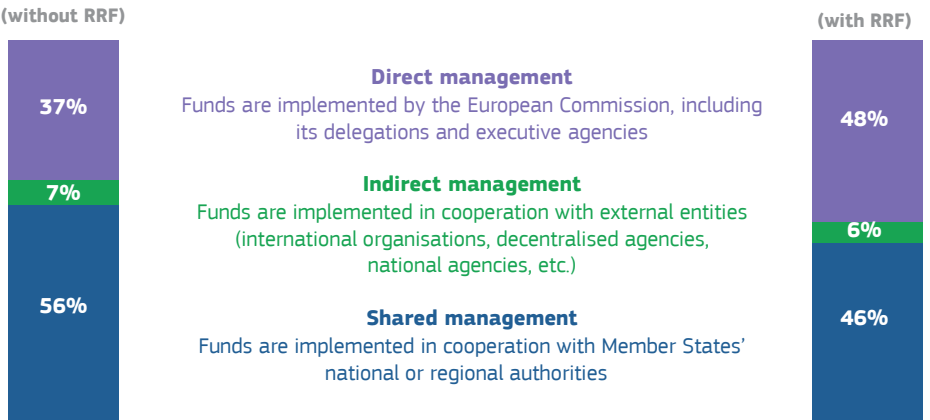 (without RRF)
37%
7%
56%
Direct management
Funds are implemented by the European Commission, including
its delegations and executive agencies
Indirect management
Funds are implemented in cooperation with external entities
(international organisations, decentralised agencies,
national agencies, etc.)
Shared management
Funds are implemented in cooperation with Member States’
national or regional authorities
(with RRF)
48%
6%
46%